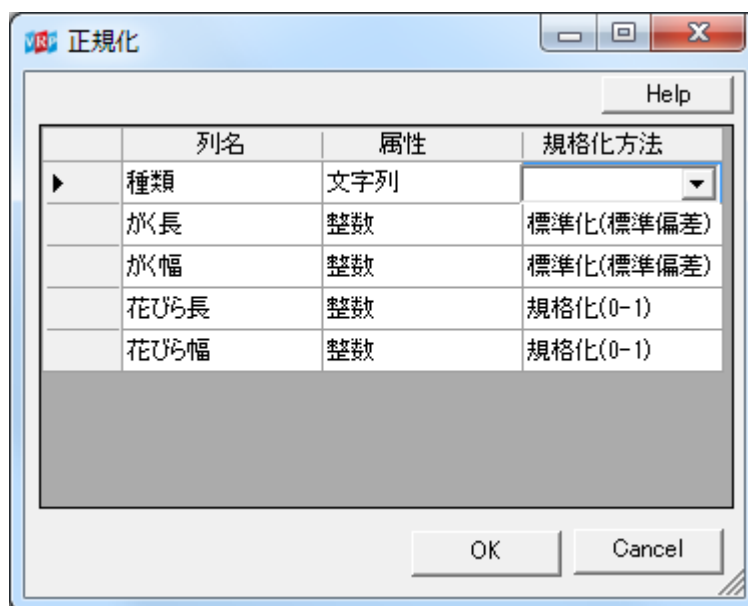 VRP 正規化
Help
列名 属性 規格化方法
種類 文字列
がく長 整数 標準化(標準偏差)
がく幅 整数 標準化(標準偏差)
花びら長 整数 規格化(0-1)
花びら幅 整数 規格化(0-1)
OK Cancel